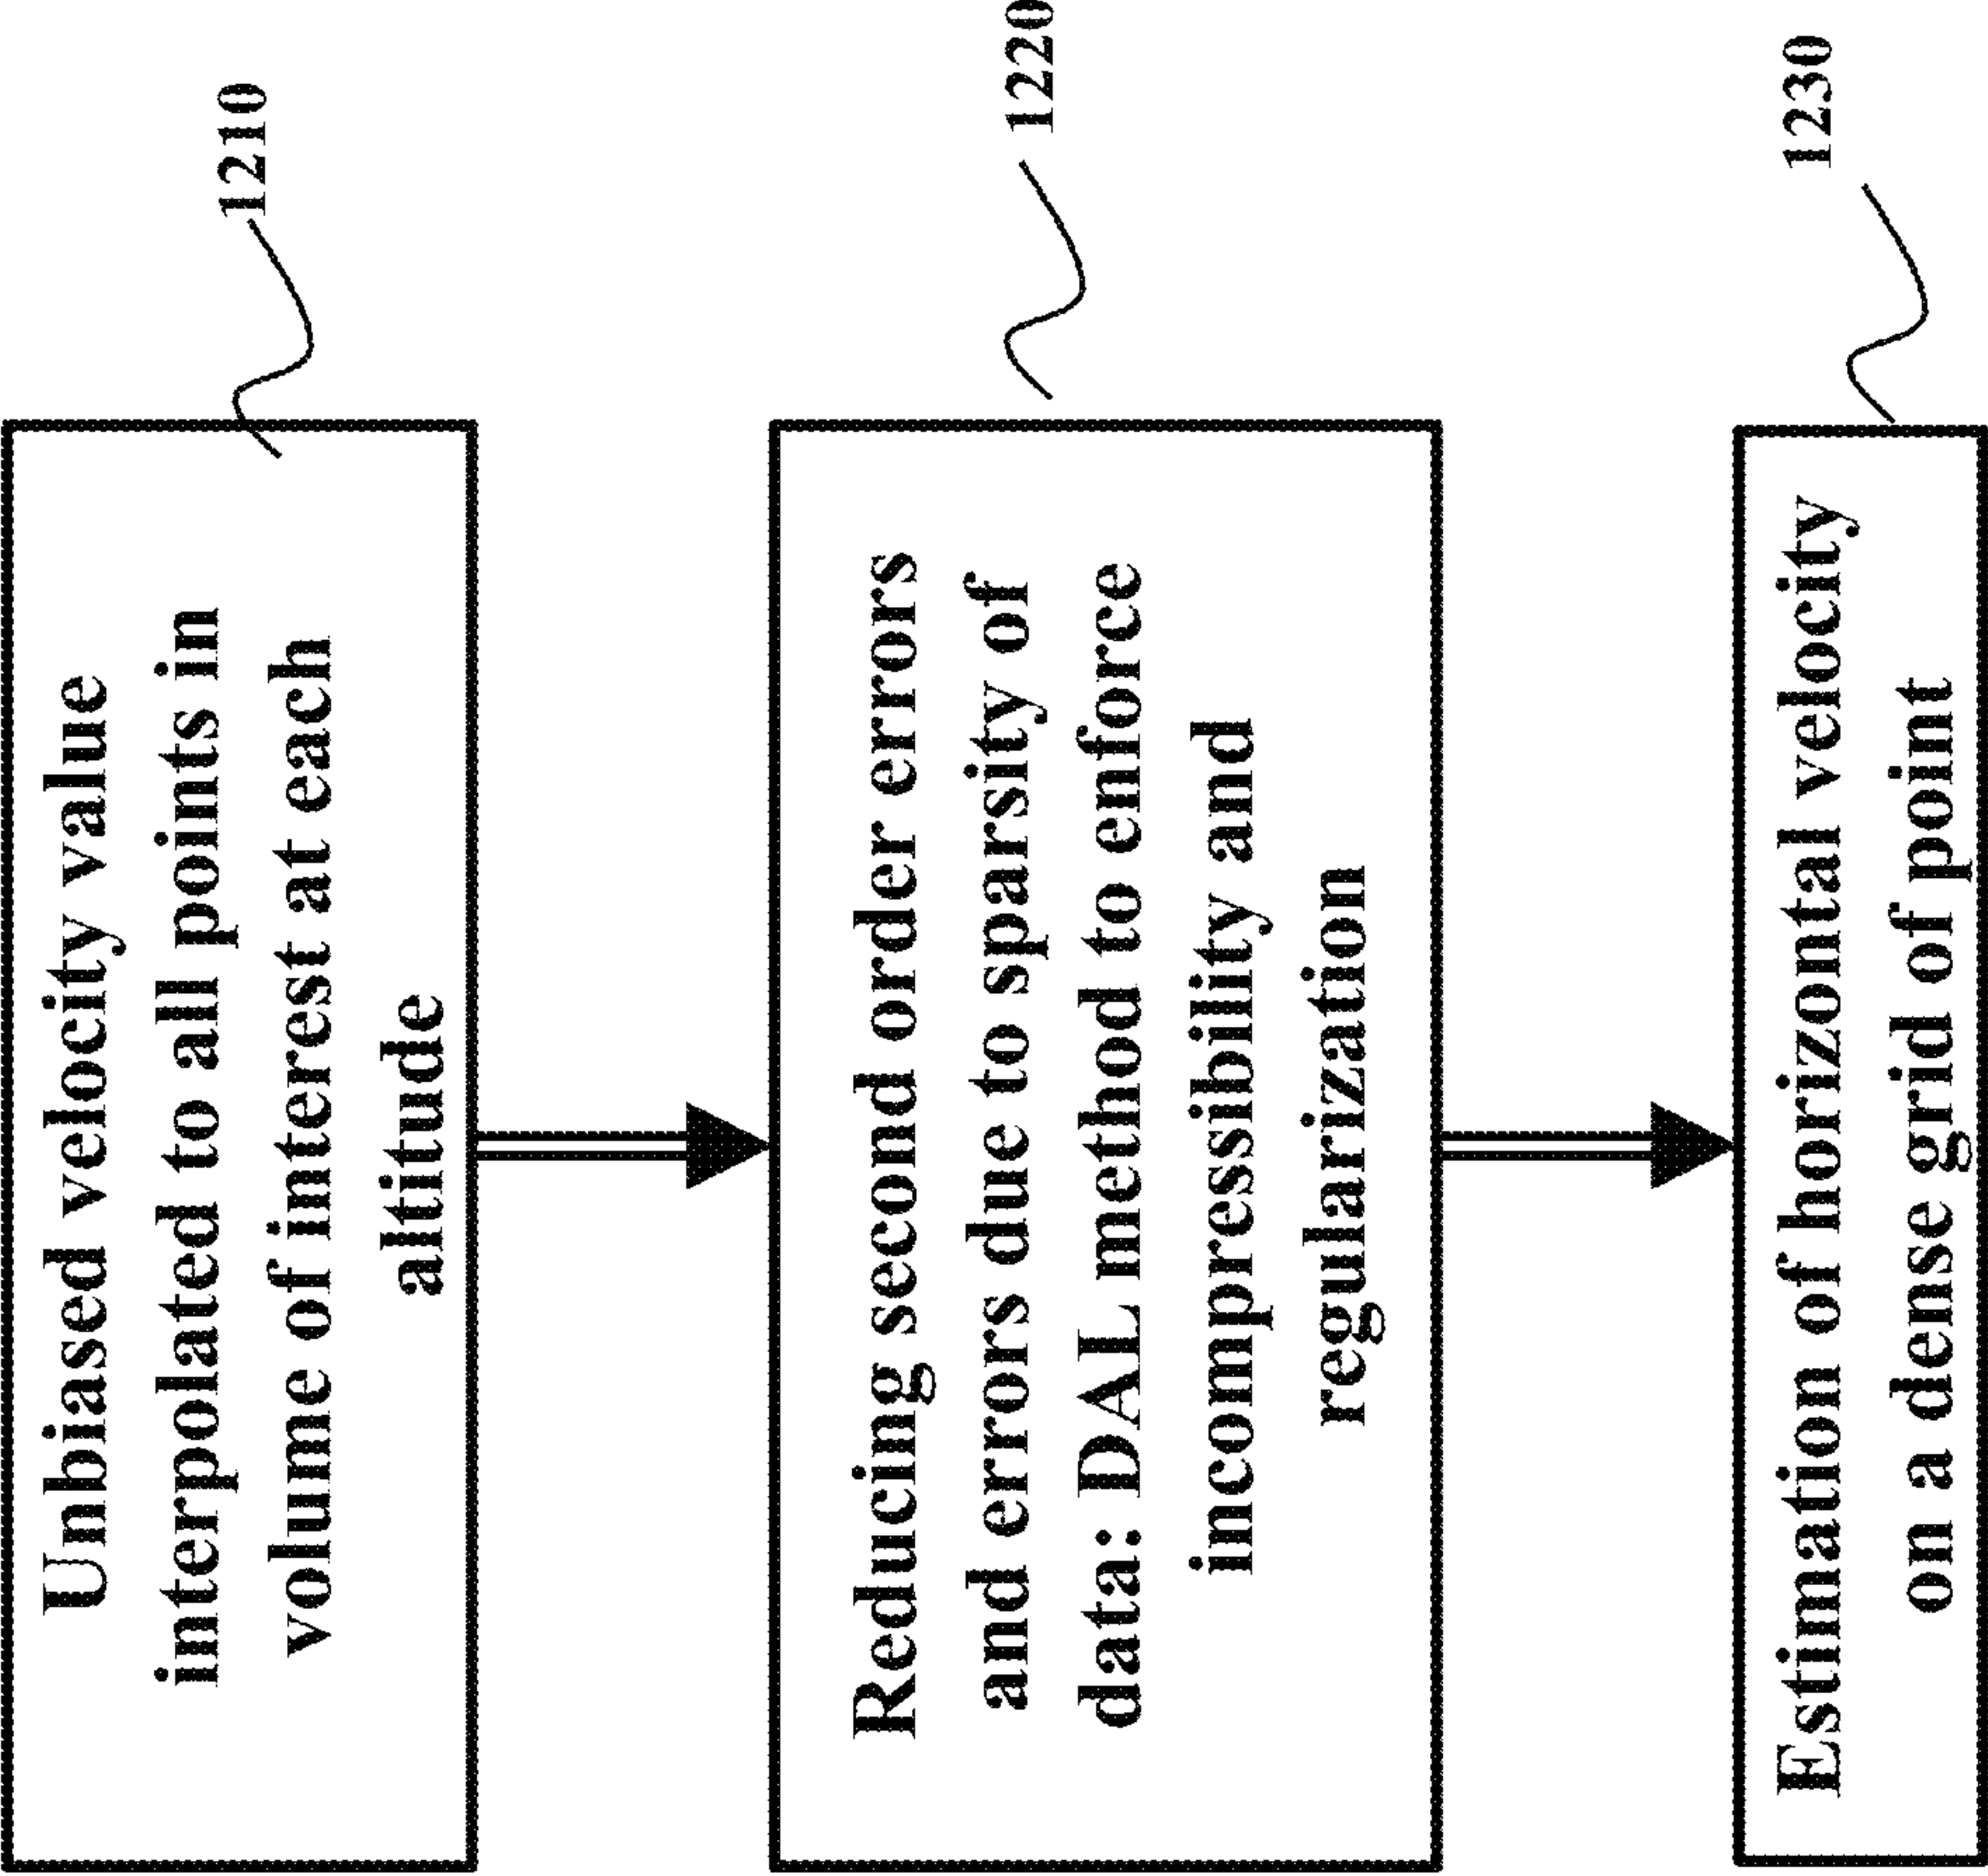 Unbiased velocity value
interpolated to all points in
volume of interest at each
altitude
1210
Reducing second order errors
and errors due to sparsity of
data: DAL method to enforce
incompressibility and
regularization
1220
Estimation of horizontal velocity
on a dense grid of point
1230